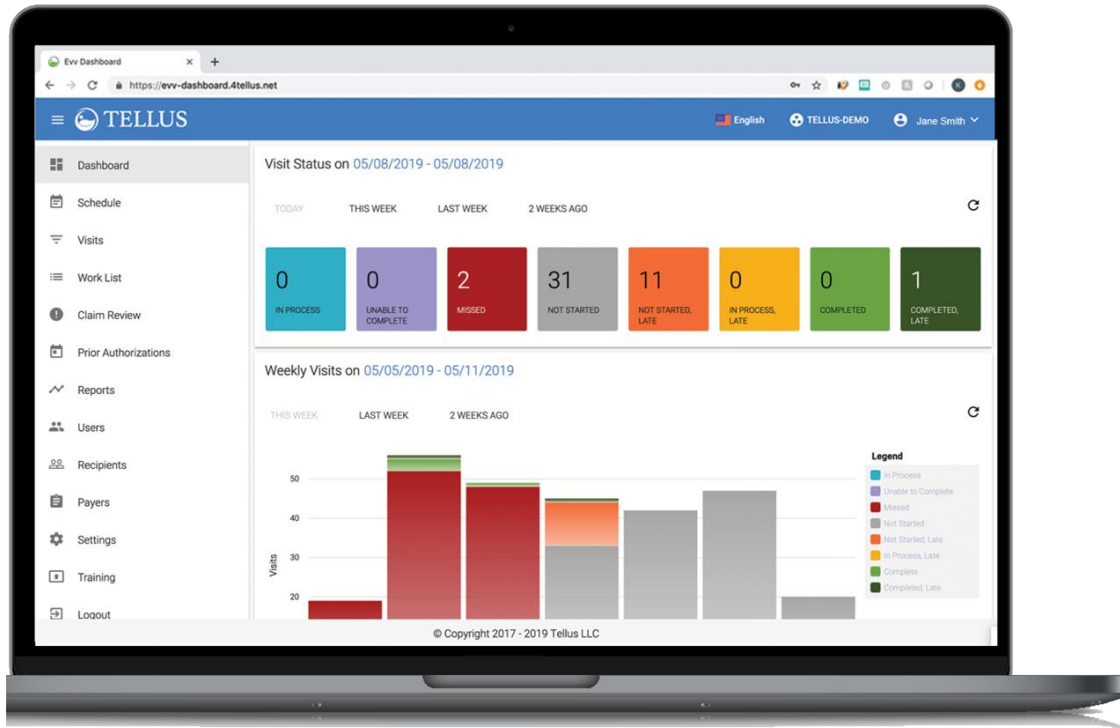 Evv Dashboard
https://evv-dashboard.4tellus.net
K
TELLUS
English
TELLUS-DEMO
Jane Smith
Dashboard
Schedule
Visits
Work List
Claim Review
Prior Authorizations
Reports
Users
Recipients
Payers
Settings
Training
Logout
Visit Status on 05/08/2019 - 05/08/2019
TODAY THIS WEEK LAST WEEK 2 WEEKS AGO
0
IN PROCESS
0
UNABLE TO
COMPLETE
2
MISSED
31
NOT STARTED
11
NOT STARTED,
LATE
0
IN PROCESS,
LATE
0
COMPLETED
1
COMPLETED,
LATE
Weekly Visits on 05/05/2019 - 05/11/2019
THIS WEEK LAST WEEK 2 WEEKS AGO
Visits
50
40
30
20
Legend
In Process
Unable to Complete
Missed
Not Started
Not Started, Late
In Process, Late
Complete
Completed, Late
© Copyright 2017 - 2019 Tellus LLC